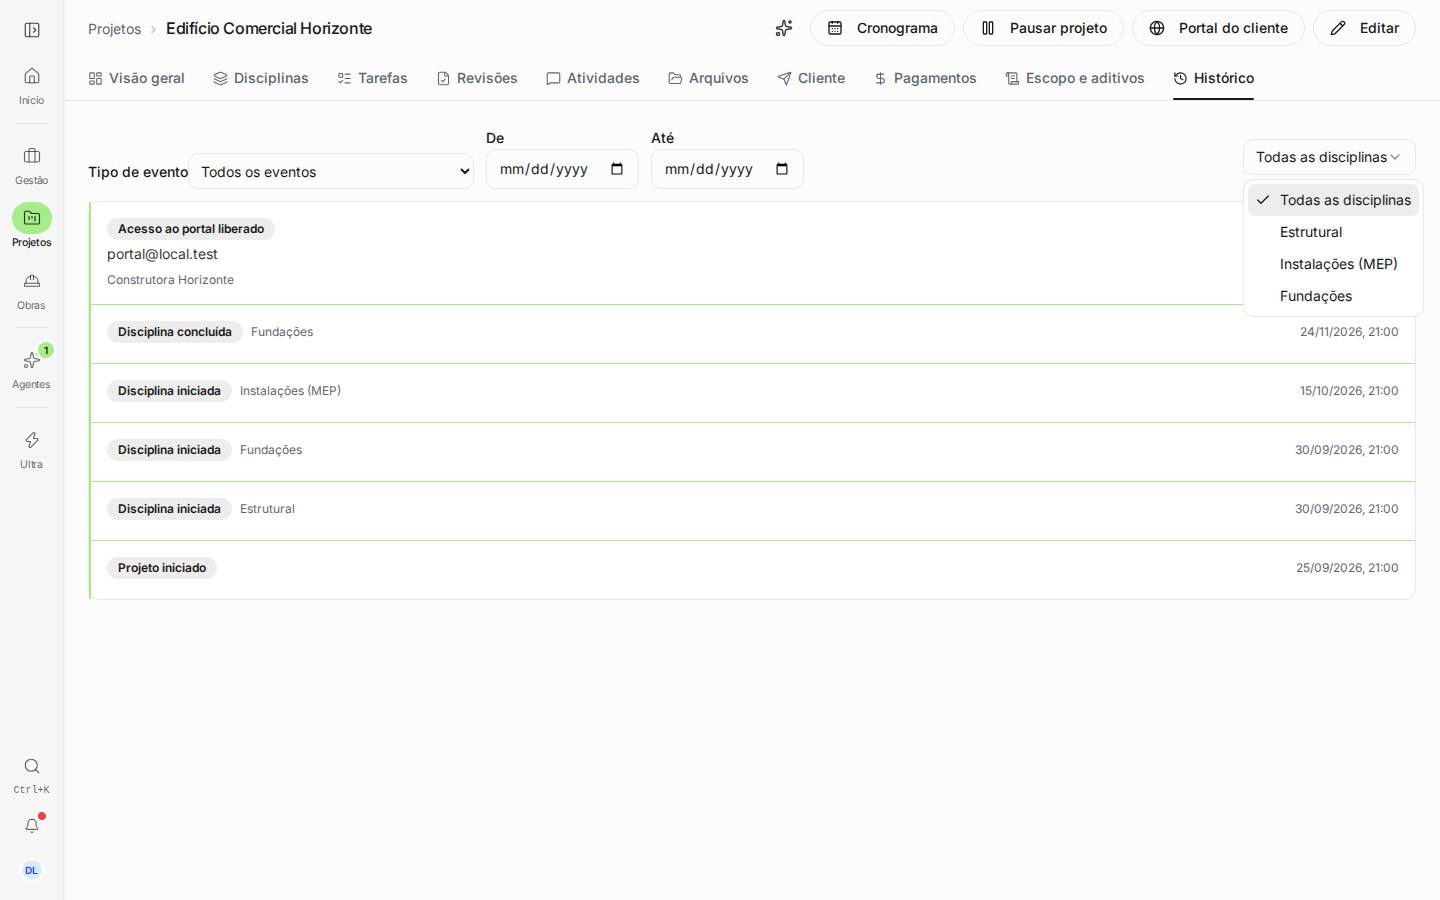 Projetos > Edifício Comercial Horizonte
Cronograma
Pausar projeto
Portal do cliente
Editar
Visão geral
Disciplinas
Tarefas
Revisões
Atividades
Arquivos
Cliente
Pagamentos
Escopo e aditivos
Histórico
Início
Gestão
Projetos
Obras
1
Agentes
Ultra
Ctrl+K
DL
Tipo de evento
Todos os eventos
De
mm/dd/yyyy
Até
mm/dd/yyyy
Todas as disciplinas
Todas as disciplinas
Estrutural
Instalações (MEP)
Fundações
Acesso ao portal liberado
portal@local.test
Construtora Horizonte
Disciplina concluída Fundações 24/11/2026, 21:00
Disciplina iniciada Instalações (MEP) 15/10/2026, 21:00
Disciplina iniciada Fundações 30/09/2026, 21:00
Disciplina iniciada Estrutural 30/09/2026, 21:00
Projeto iniciado 25/09/2026, 21:00